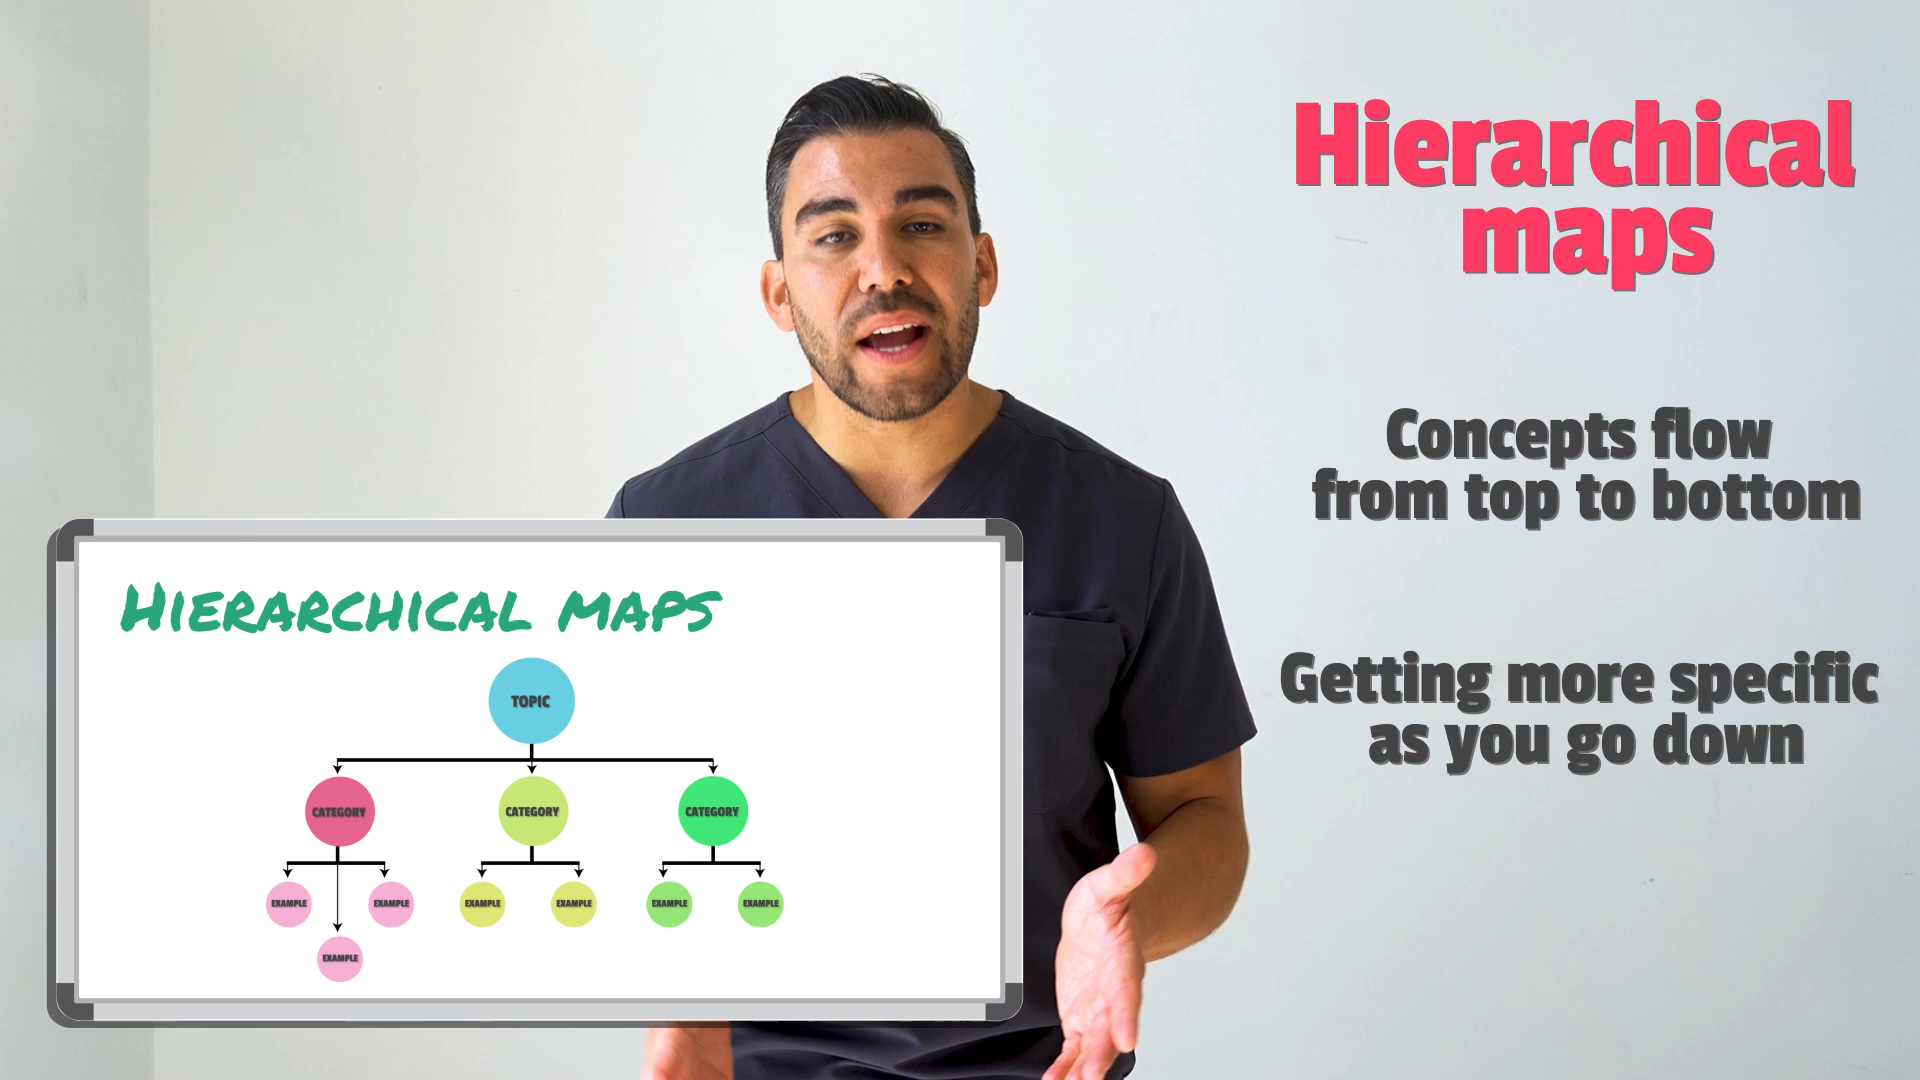 Hierarchical
maps
Concepts flow
from top to bottom
Getting more specific
as you go down
HIERARCHICAL MAPS
TOPIC
CATEGORY CATEGORY CATEGORY
EXAMPLE EXAMPLE EXAMPLE EXAMPLE EXAMPLE EXAMPLE
EXAMPLE